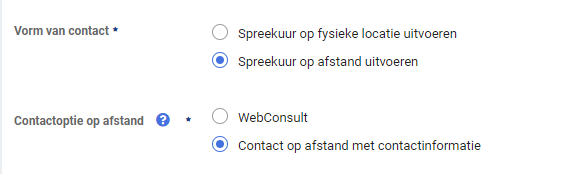 Vorm van contact *
Spreekuur op fysieke locatie uitvoeren
Spreekuur op afstand uitvoeren
Contactoptie op afstand ? *
WebConsult
Contact op afstand met contactinformatie